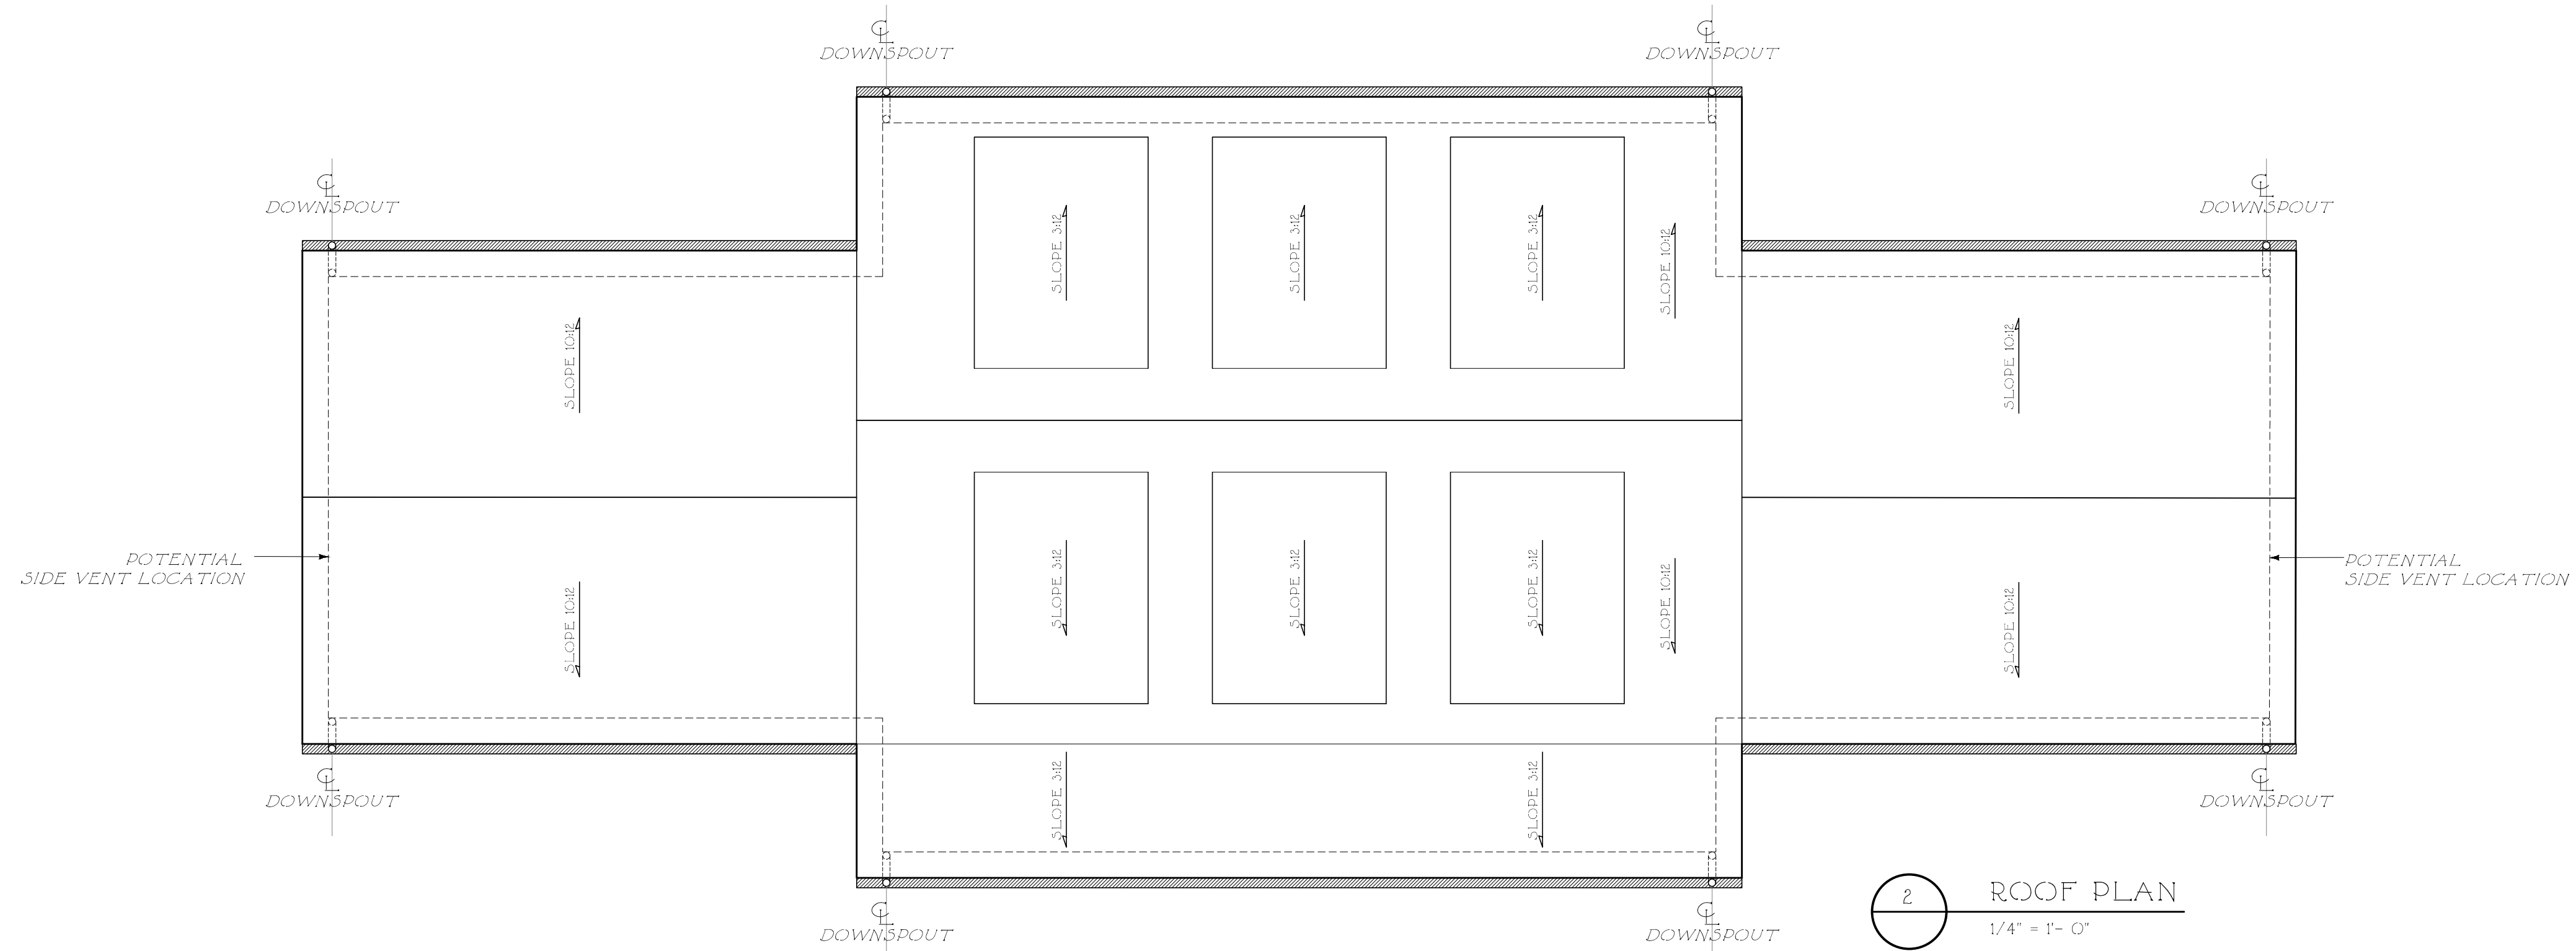 ℄
DOWNSPOUT
℄
DOWNSPOUT
℄
DOWNSPOUT
℄
DOWNSPOUT
SLOPE 3:12
SLOPE 3:12
SLOPE 3:12
SLOPE 10:12
SLOPE 10:12
SLOPE 10:12
POTENTIAL
SIDE VENT LOCATION
SLOPE 10:12
SLOPE 3:12
SLOPE 3:12
SLOPE 3:12
SLOPE 10:12
SLOPE 10:12
POTENTIAL
SIDE VENT LOCATION
℄
DOWNSPOUT
SLOPE 3:12
SLOPE 3:12
℄
DOWNSPOUT
℄
DOWNSPOUT
℄
DOWNSPOUT
2
ROOF PLAN
1/4" = 1'- 0"